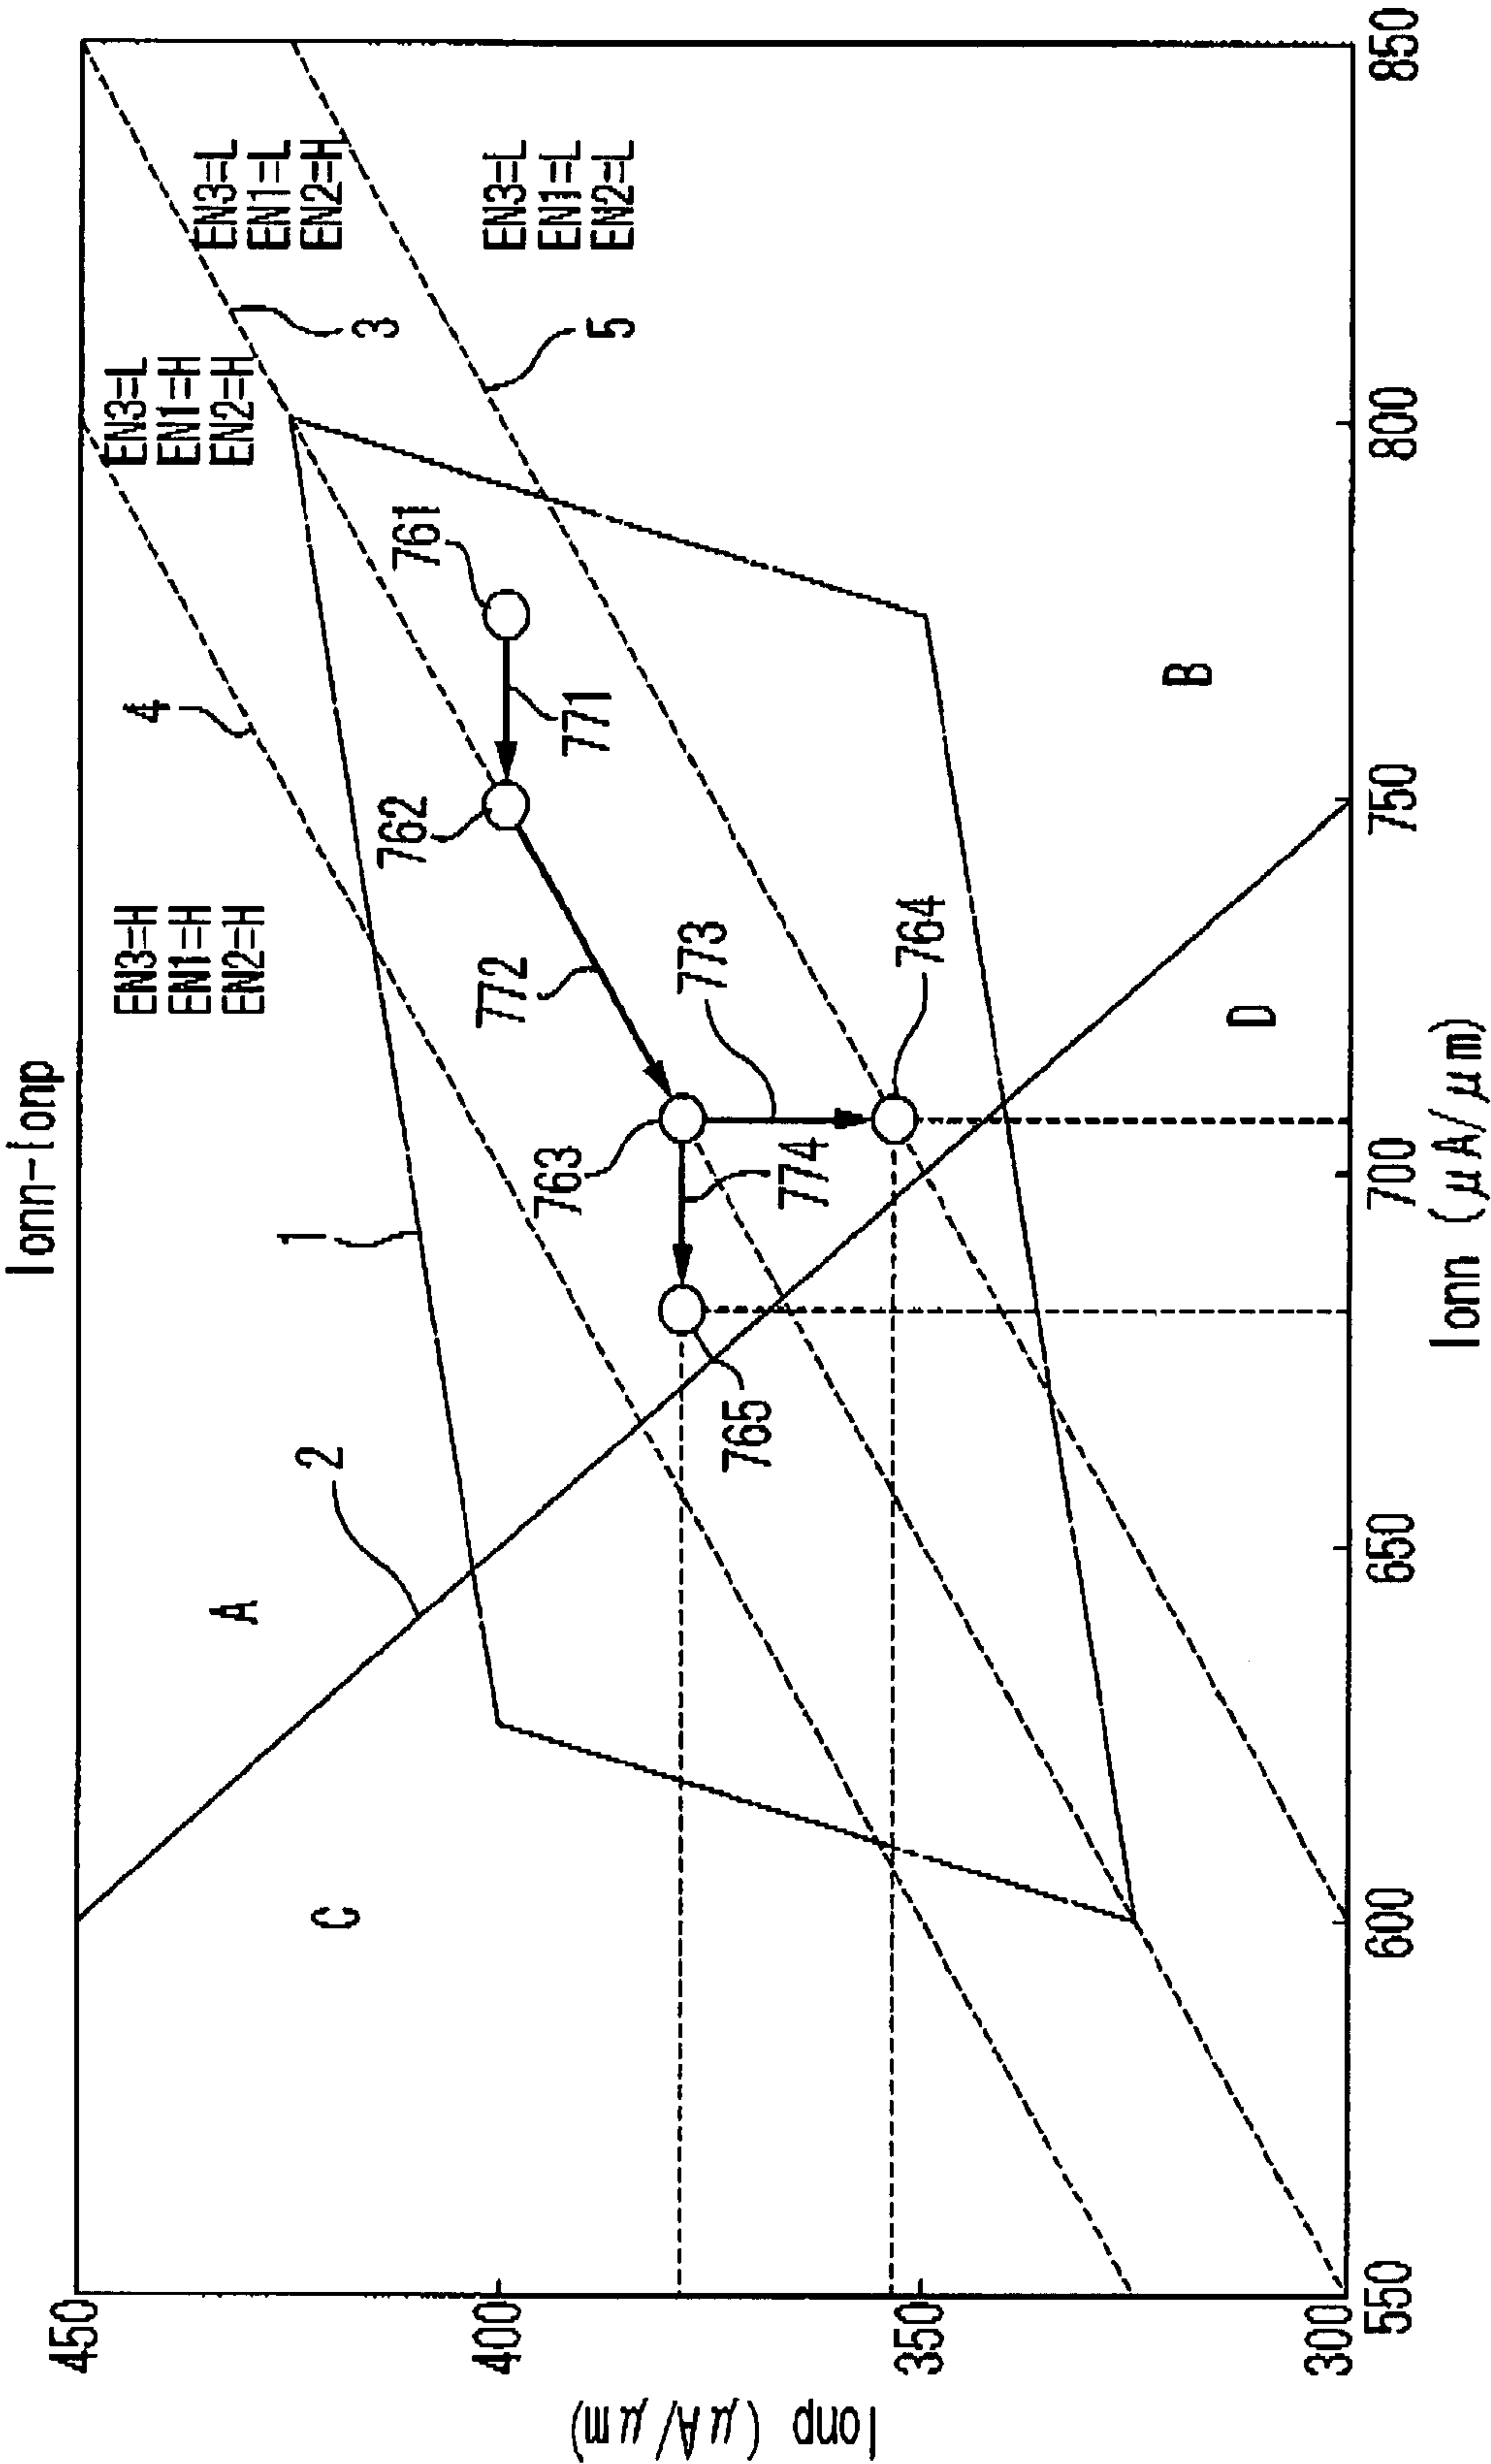 Ionn-Ionp
450
400
350
300
Ionp (μA/μm)
550
600
650
700
750
800
850
Ionn (μA/μm)
EN3=H
EN1=H
EN2=H
EN3=L
EN1=H
EN2=H
EN3=L
EN1=L
EN2=H
EN3=L
EN1=L
EN2=L
A
B
C
D
1
2
3
4
5
761
762
763
764
765
771
772
773
774